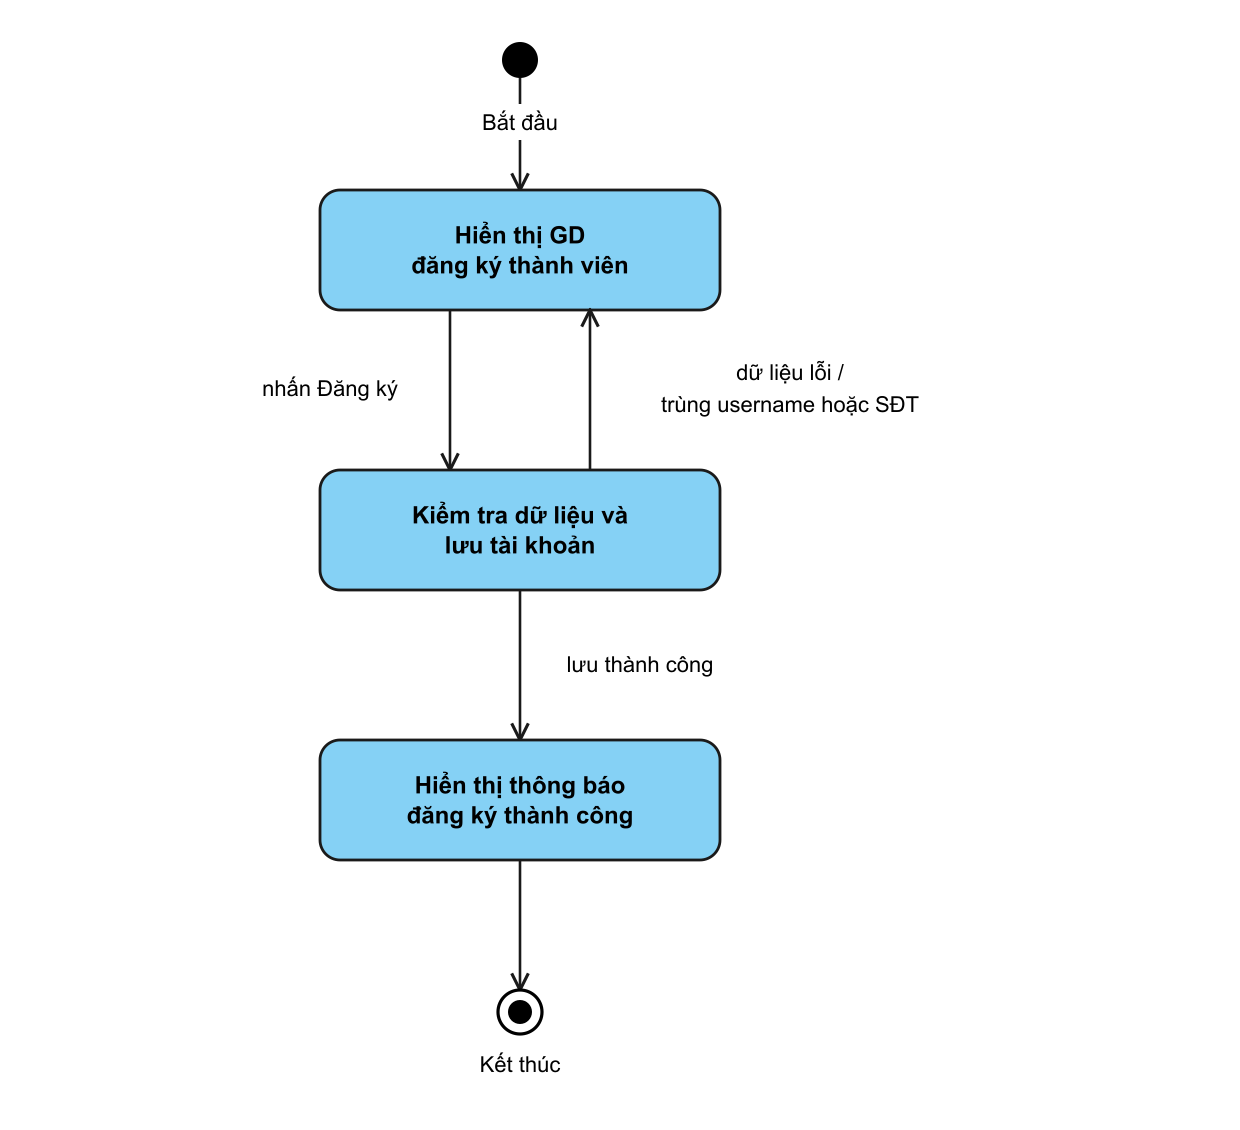 Bắt đầu
Hiển thị GD
đăng ký thành viên
nhấn Đăng ký
dữ liệu lỗi /
trùng username hoặc SĐT
Kiểm tra dữ liệu và
lưu tài khoản
lưu thành công
Hiển thị thông báo
đăng ký thành công
Kết thúc